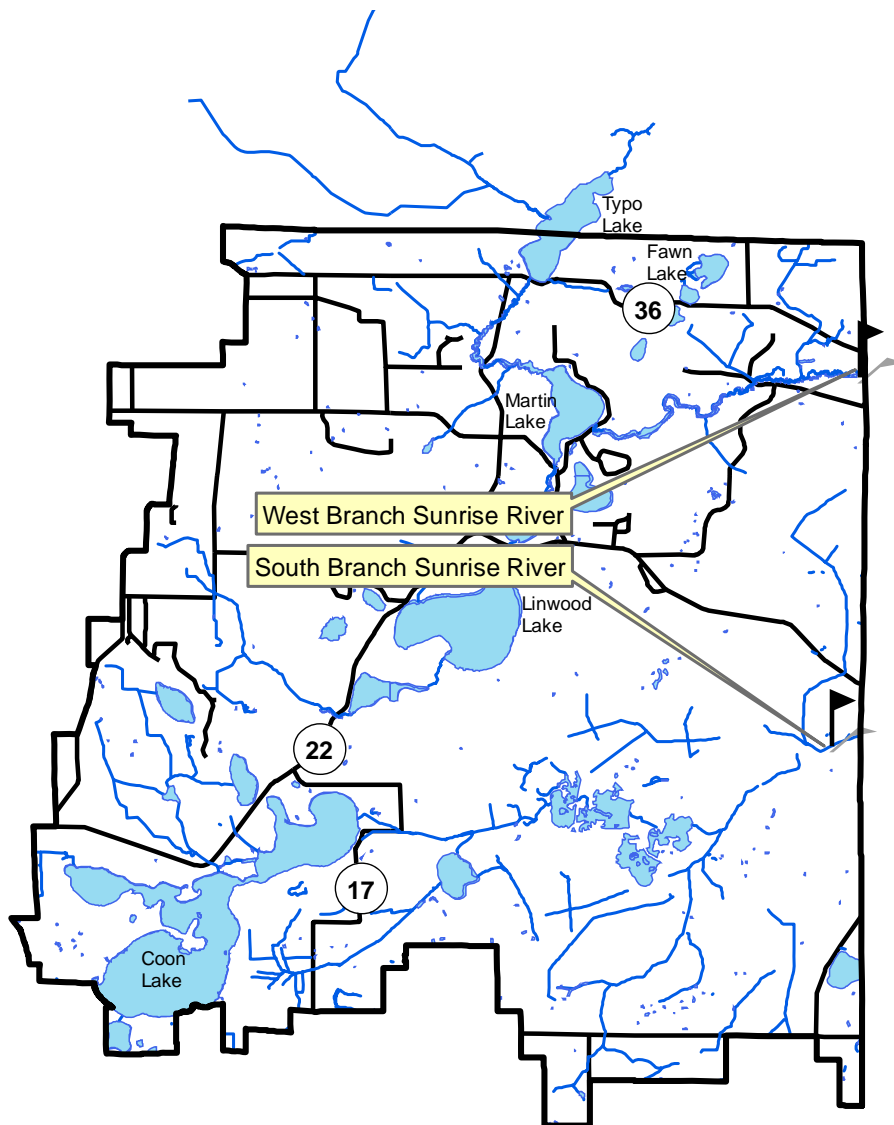 Typo
Lake
Fawn
Lake
36
Martin
Lake
West Branch Sunrise River
South Branch Sunrise River
Linwood
Lake
22
17
Coon
Lake